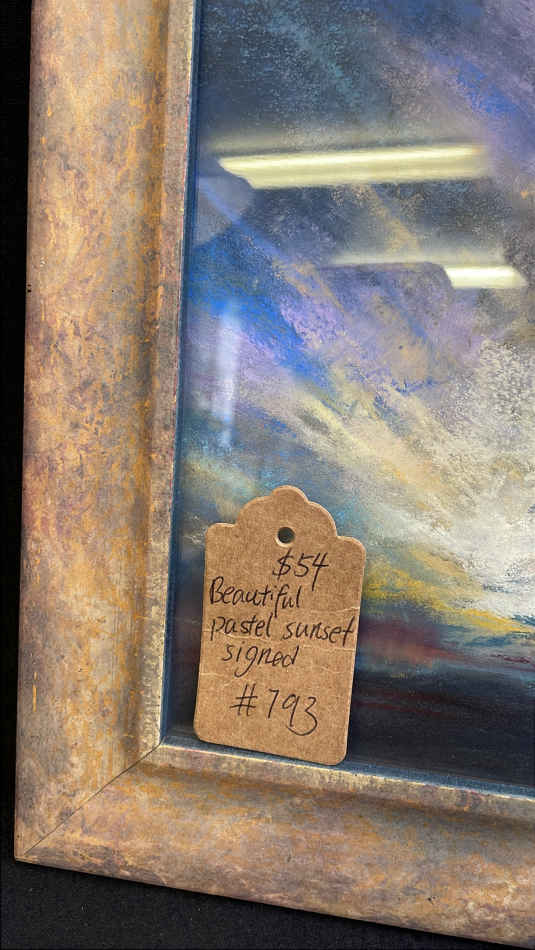 $54
Beautiful
pastel sunset
signed
#793